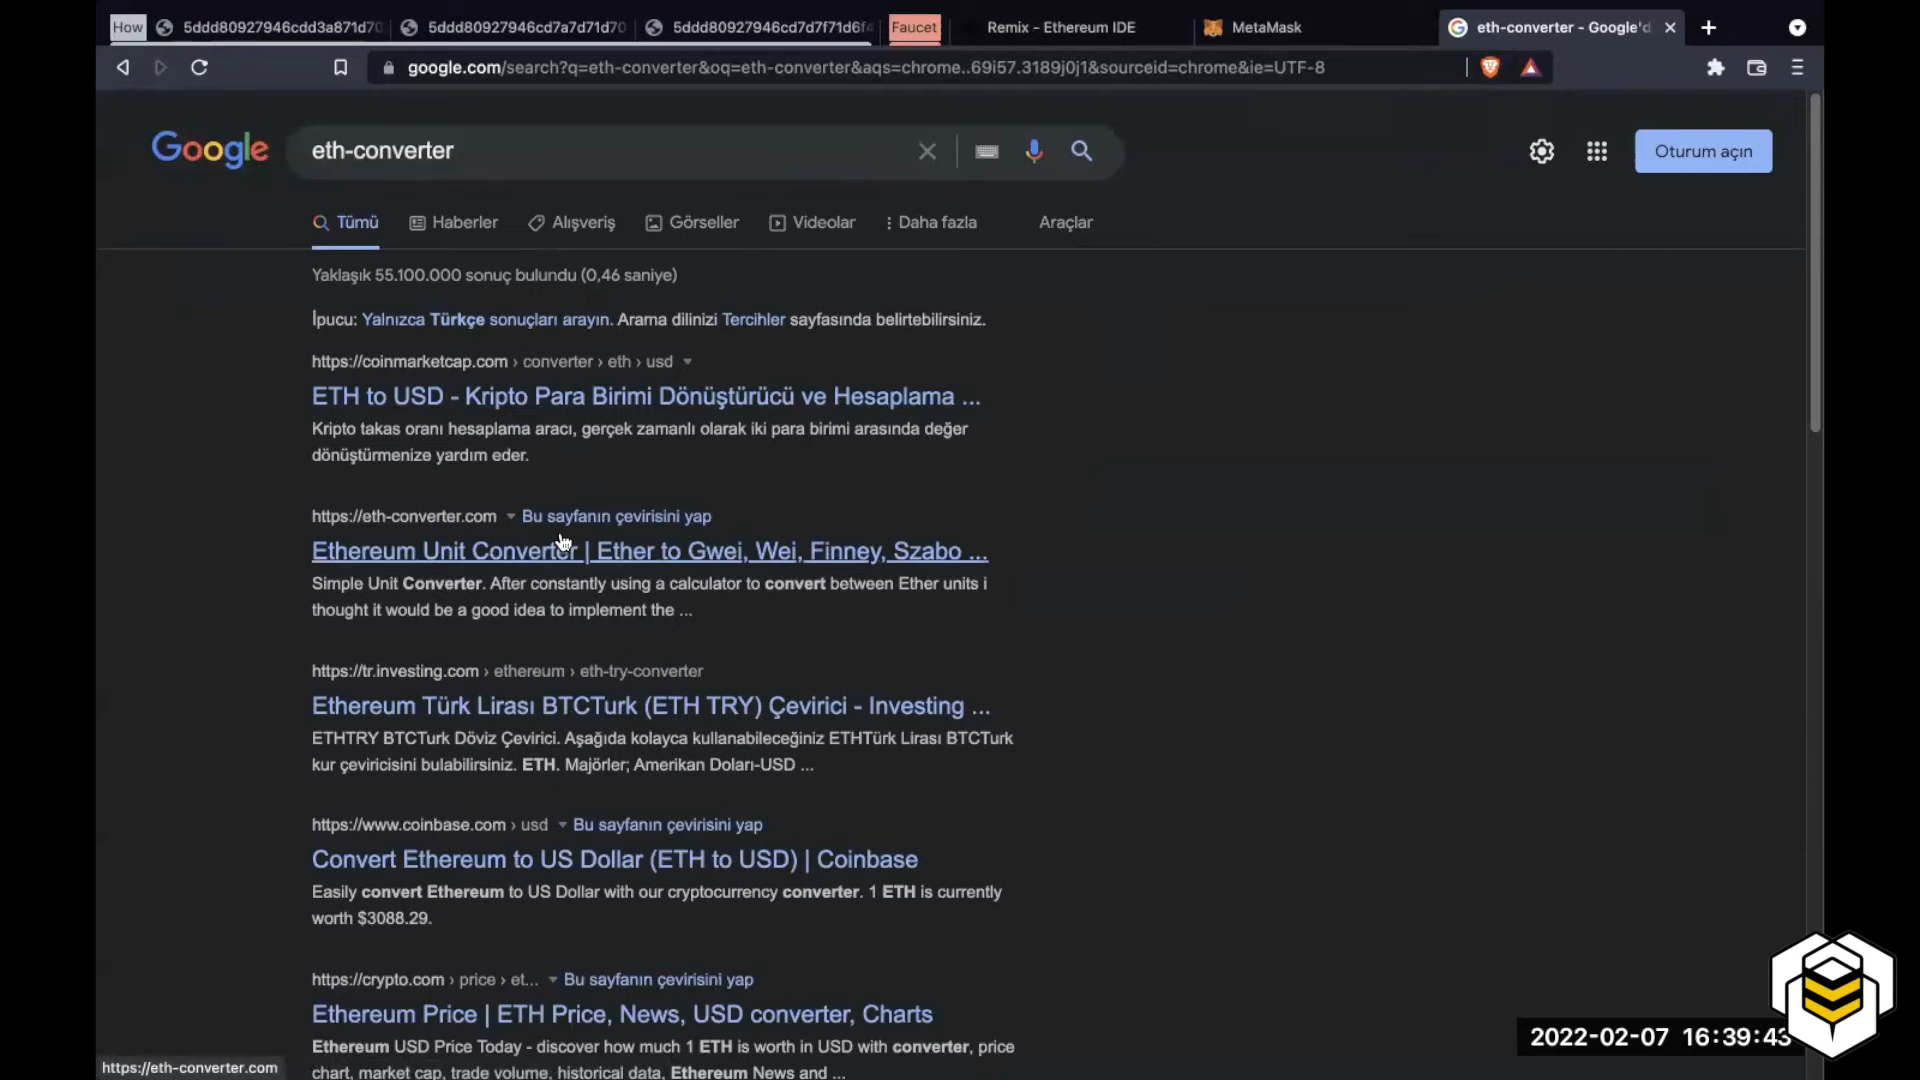 How
5ddd80927946cdd3a871d70
5ddd80927946cd7a7d71d70
5ddd80927946cd7d7f71d6f4
Faucet
Remix - Ethereum IDE
MetaMask
eth-converter - Google'd
google.com/search?q=eth-converter&oq=eth-converter&aqs=chrome..69i57.3189j0j1&sourceid=chrome&ie=UTF-8
Google
eth-converter
Oturum açın
Tümü
Haberler
Alışveriş
Görseller
Videolar
Daha fazla
Araçlar
Yaklaşık 55.100.000 sonuç bulundu (0,46 saniye)
İpucu: Yalnızca Türkçe sonuçları arayın. Arama dilinizi Tercihler sayfasında belirtebilirsiniz.
https://coinmarketcap.com › converter › eth › usd
ETH to USD - Kripto Para Birimi Dönüştürücü ve Hesaplama ...
Kripto takas oranı hesaplama aracı, gerçek zamanlı olarak iki para birimi arasında değer
dönüştürmenize yardım eder.
https://eth-converter.com Bu sayfanın çevirisini yap
Ethereum Unit Converter | Ether to Gwei, Wei, Finney, Szabo ...
Simple Unit Converter. After constantly using a calculator to convert between Ether units i
thought it would be a good idea to implement the ...
https://tr.investing.com › ethereum › eth-try-converter
Ethereum Türk Lirası BTCTurk (ETH TRY) Çevirici - Investing ...
ETHTRY BTCTurk Döviz Çevirici. Aşağıda kolayca kullanabileceğiniz ETHTürk Lirası BTCTurk
kur çeviricisini bulabilirsiniz. ETH. Majörler; Amerikan Doları-USD ...
https://www.coinbase.com › usd Bu sayfanın çevirisini yap
Convert Ethereum to US Dollar (ETH to USD) | Coinbase
Easily convert Ethereum to US Dollar with our cryptocurrency converter. 1 ETH is currently
worth $3088.29.
https://crypto.com › price › et... Bu sayfanın çevirisini yap
Ethereum Price | ETH Price, News, USD converter, Charts
Ethereum USD Price Today - discover how much 1 ETH is worth in USD with converter, price
chart, market cap, trade volume, historical data, Ethereum News and ...
https://eth-converter.com
2022-02-07 16:39:43